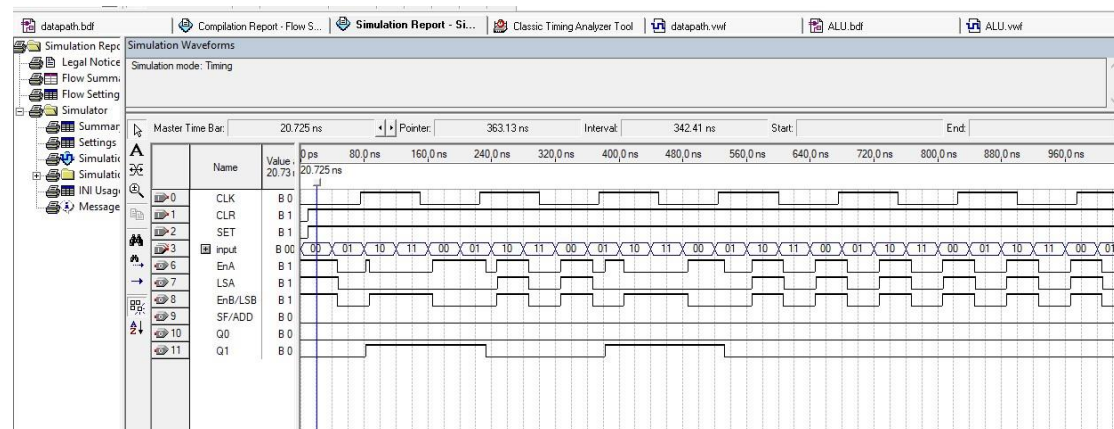 datapath.bdf Compilation Report - Flow S... Simulation Report - Si... Classic Timing Analyzer Tool datapath.vwf ALU.bdf ALU.vwf
Simulation Repc
Legal Notice
Flow Summa
Flow Setting
Simulator
Summar
Settings
Simulatic
Simulatic
INI Usag
Message
Simulation Waveforms
Simulation mode: Timing
Master Time Bar: 20.725 ns Pointer: 363.13 ns Interval: 342.41 ns Start: End:
Name Value 20.73 0 ps 80.0 ns 160.0 ns 240.0 ns 320.0 ns 400.0 ns 480.0 ns 560.0 ns 640.0 ns 720.0 ns 800.0 ns 880.0 ns 960.0 ns
20.725 ns
0 CLK B 0
1 CLR B 1
2 SET B 1
3 input B 00 00 01 10 11 00 01 10 11 00 01 10 11 00 01 10 11 00 01 10 11 00 01 10 11 00 01
6 EnA B 1
7 LSA B 1
8 EnB/LSB B 1
9 SF/ADD B 0
10 Q0 B 0
11 Q1 B 0